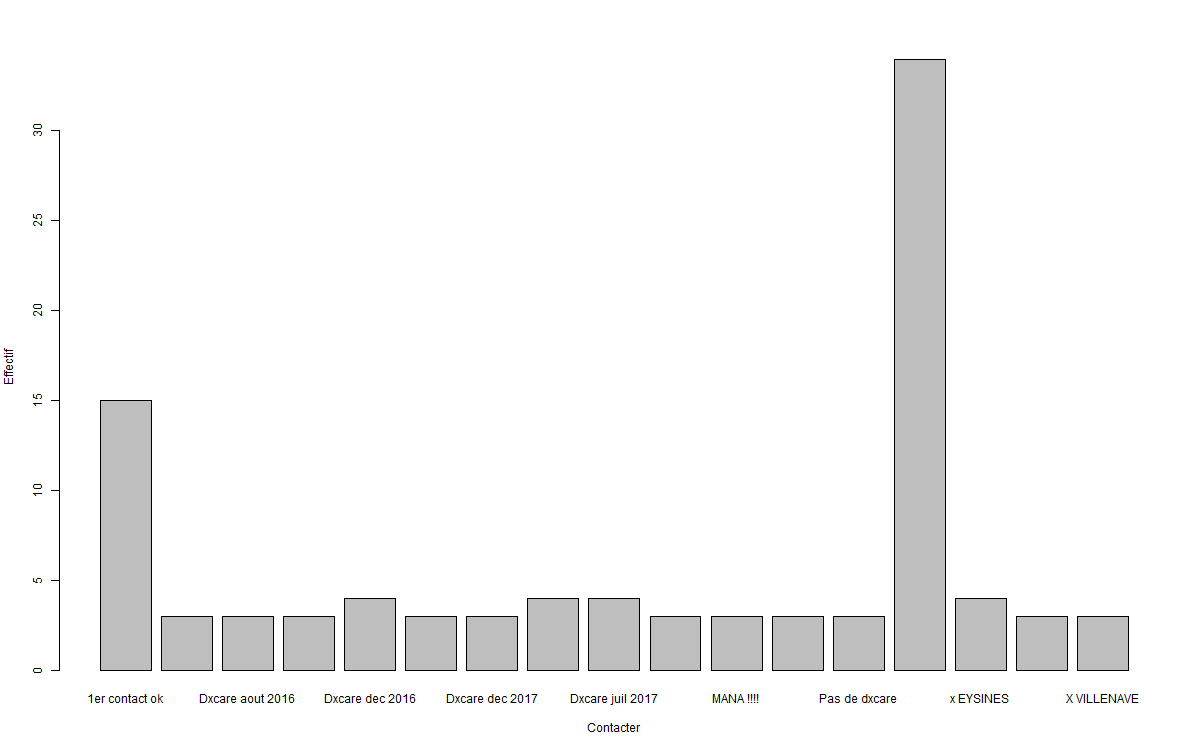 30
25
20
15
10
5
0
Effectif
1er contact ok
Dxcare aout 2016
Dxcare dec 2016
Dxcare dec 2017
Dxcare juil 2017
MANA !!!!
Pas de dxcare
x EYSINES
X VILLENAVE
Contacter